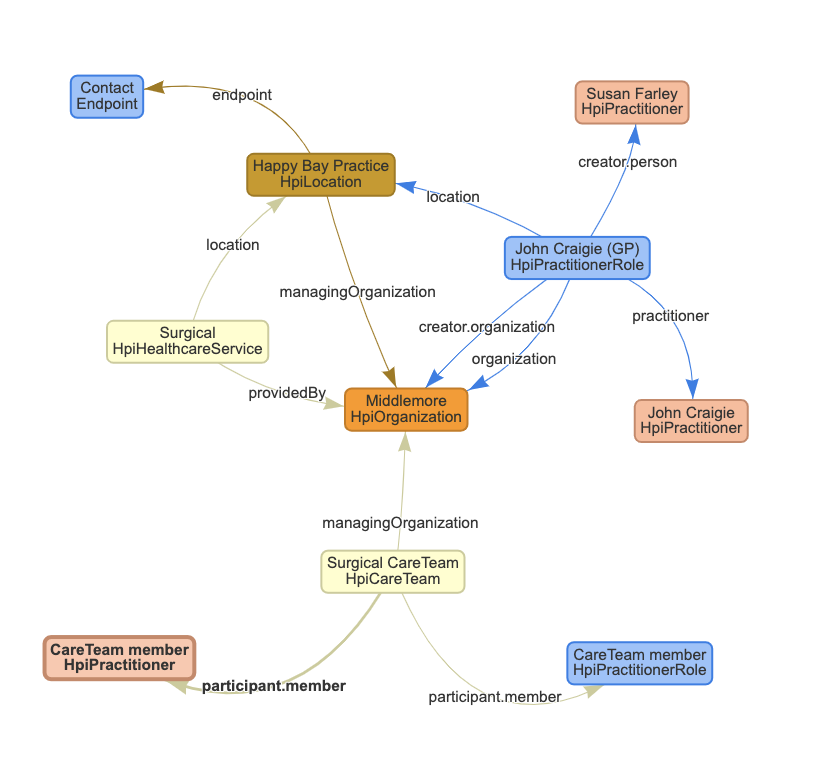 Contact
Endpoint
endpoint
Susan Farley
HpiPractitioner
creator.person
Happy Bay Practice
HpiLocation
location
John Craigie (GP)
HpiPractitionerRole
location
managingOrganization
practitioner
creator.organization
Surgical
HpiHealthcareService
organization
providedBy
Middlemore
HpiOrganization
John Craigie
HpiPractitioner
managingOrganization
Surgical CareTeam
HpiCareTeam
CareTeam member
HpiPractitioner
participant.member
participant.member
CareTeam member
HpiPractitionerRole